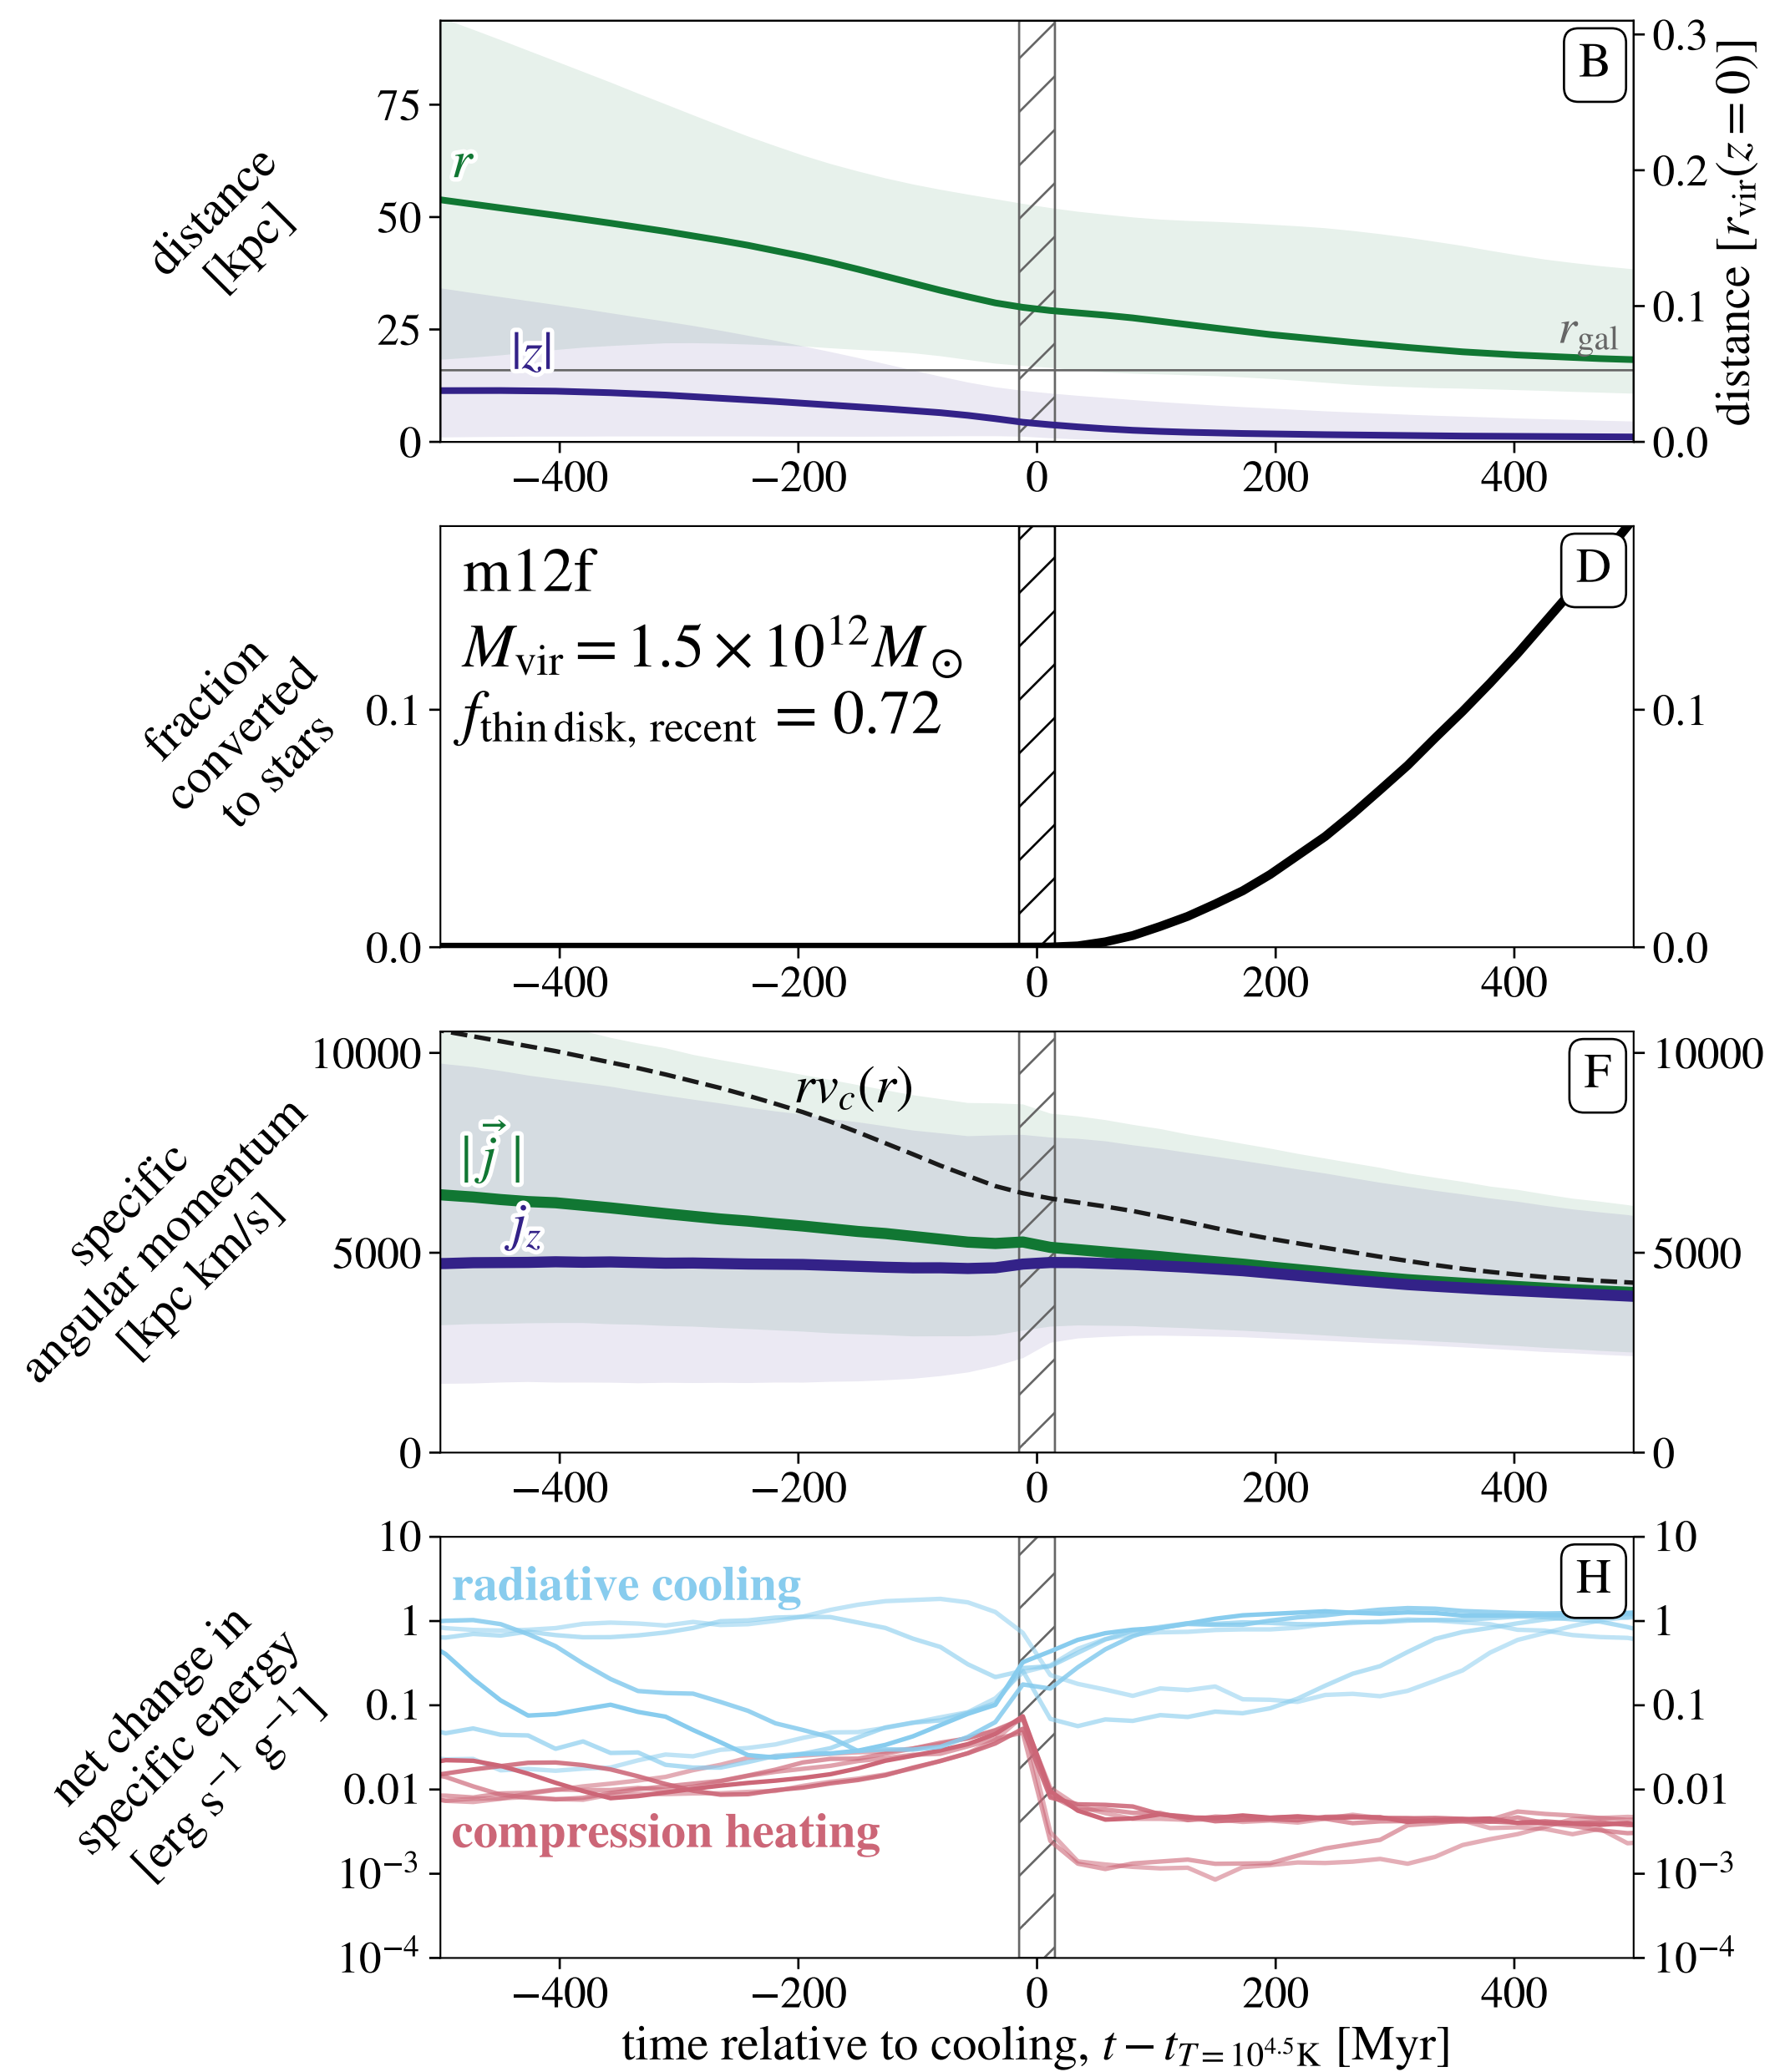 B
distance
[kpc]
75
50
25
0
r
|z|
r_gal
0.3
0.2
0.1
0.0
distance [r_vir(z = 0)]
−400 −200 0 200 400
D
m12f
M_vir = 1.5 × 10^12 M_⊙
f_thin disk, recent = 0.72
fraction
converted
to stars
0.1
0.0
0.1
0.0
−400 −200 0 200 400
F
specific
angular momentum
[kpc km/s]
10000
5000
0
rv_c(r)
|j⃗|
j_z
10000
5000
0
−400 −200 0 200 400
H
net change in
specific energy
[erg s^−1 g^−1]
10
1
0.1
0.01
10^−3
10^−4
radiative cooling
compression heating
10
1
0.1
0.01
10^−3
10^−4
−400 −200 0 200 400
time relative to cooling, t − t_T = 10^4.5 K [Myr]